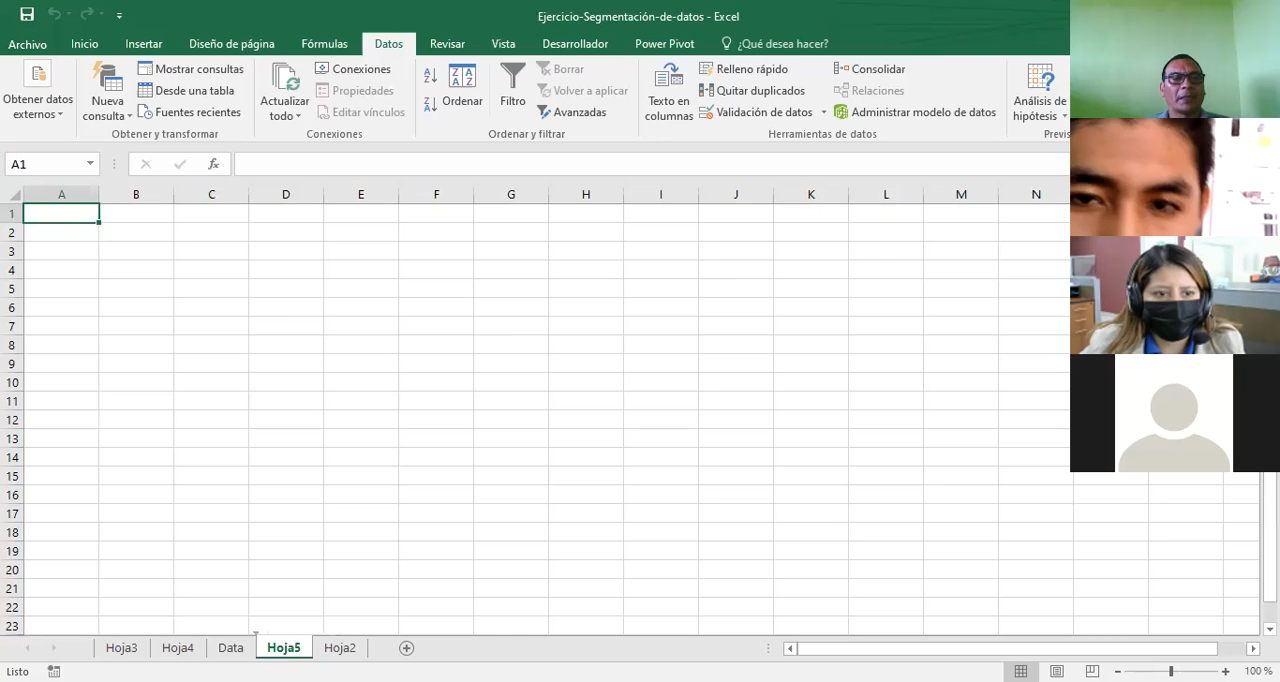 Ejercicio-Segmentación-de-datos - Excel
Archivo Inicio Insertar Diseño de página Fórmulas Datos Revisar Vista Desarrollador Power Pivot ¿Qué desea hacer?
Obtener datos externos
Nueva consulta
Mostrar consultas
Desde una tabla
Fuentes recientes
Obtener y transformar
Actualizar todo
Conexiones
Propiedades
Editar vínculos
Conexiones
Ordenar
Filtro
Borrar
Volver a aplicar
Avanzadas
Ordenar y filtrar
Texto en columnas
Relleno rápido
Quitar duplicados
Validación de datos
Consolidar
Relaciones
Administrar modelo de datos
Herramientas de datos
Análisis de hipótesis
Previs
A1 fx
A B C D E F G H I J K L M N
1
2
3
4
5
6
7
8
9
10
11
12
13
14
15
16
17
18
19
20
21
22
23
Hoja3 Hoja4 Data Hoja5 Hoja2
Listo 100 %